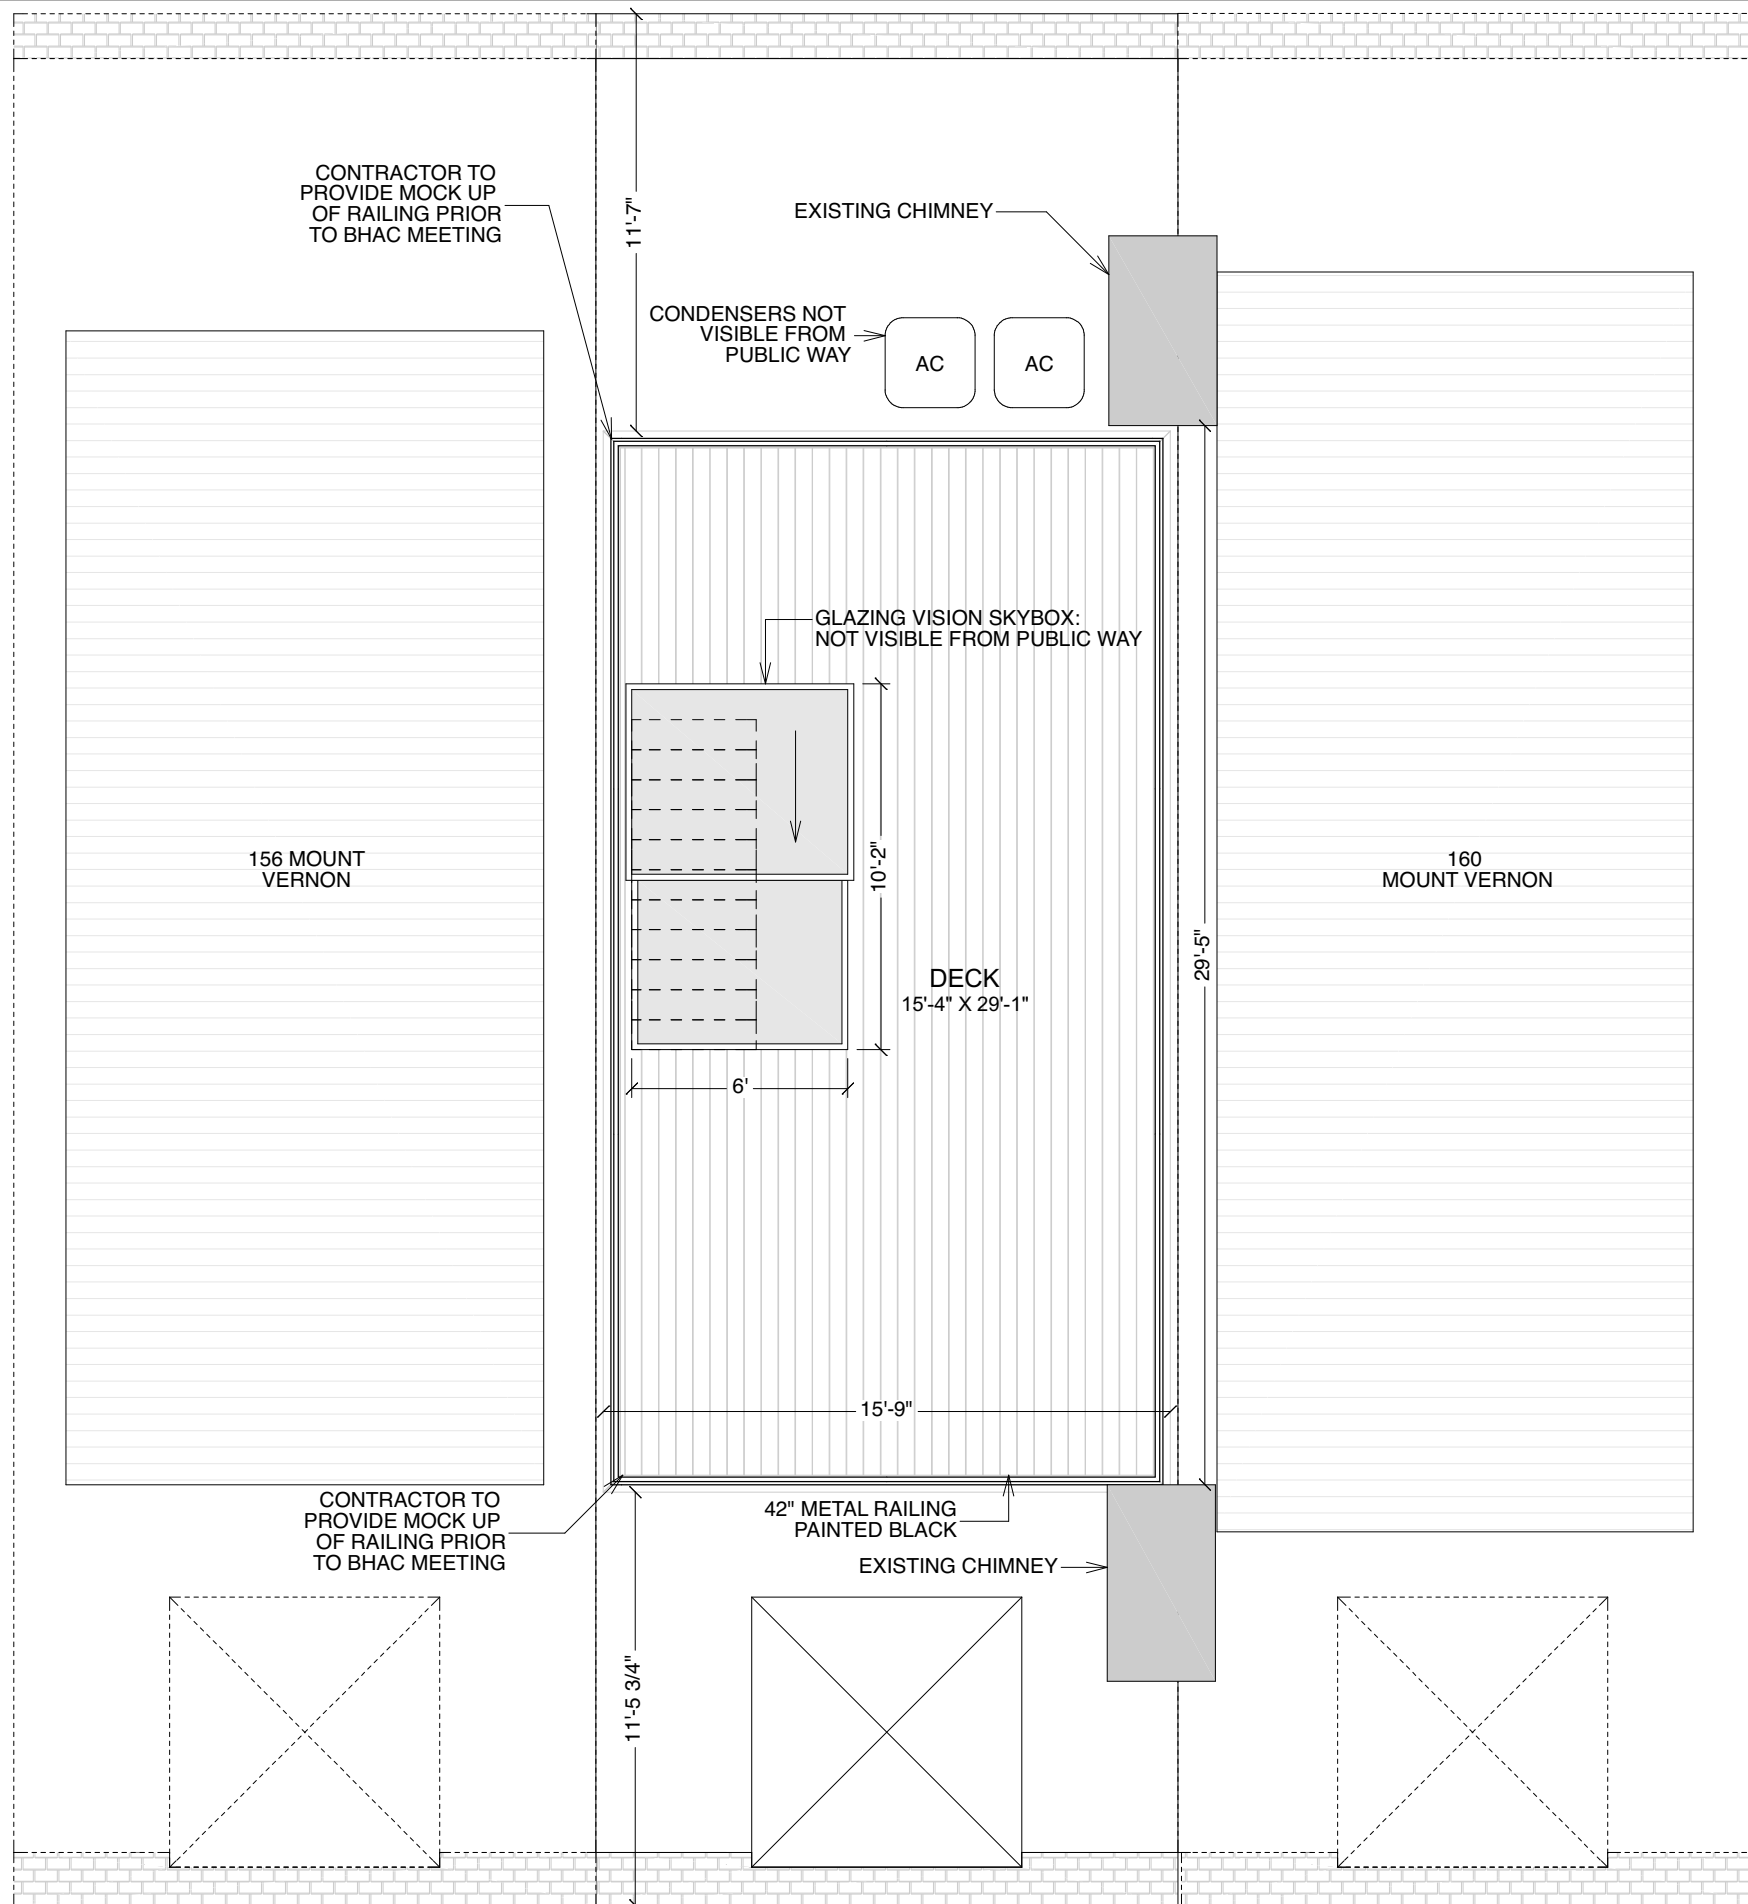 CONTRACTOR TO
PROVIDE MOCK UP
OF RAILING PRIOR
TO BHAC MEETING
11'-7"
EXISTING CHIMNEY
CONDENSERS NOT
VISIBLE FROM
PUBLIC WAY
AC
AC
GLAZING VISION SKYBOX:
NOT VISIBLE FROM PUBLIC WAY
156 MOUNT
VERNON
10'-2"
160
MOUNT VERNON
29'-5"
DECK
15'-4" X 29'-1"
6'
15'-9"
CONTRACTOR TO
PROVIDE MOCK UP
OF RAILING PRIOR
TO BHAC MEETING
42" METAL RAILING
PAINTED BLACK
EXISTING CHIMNEY
11'-5 3/4"